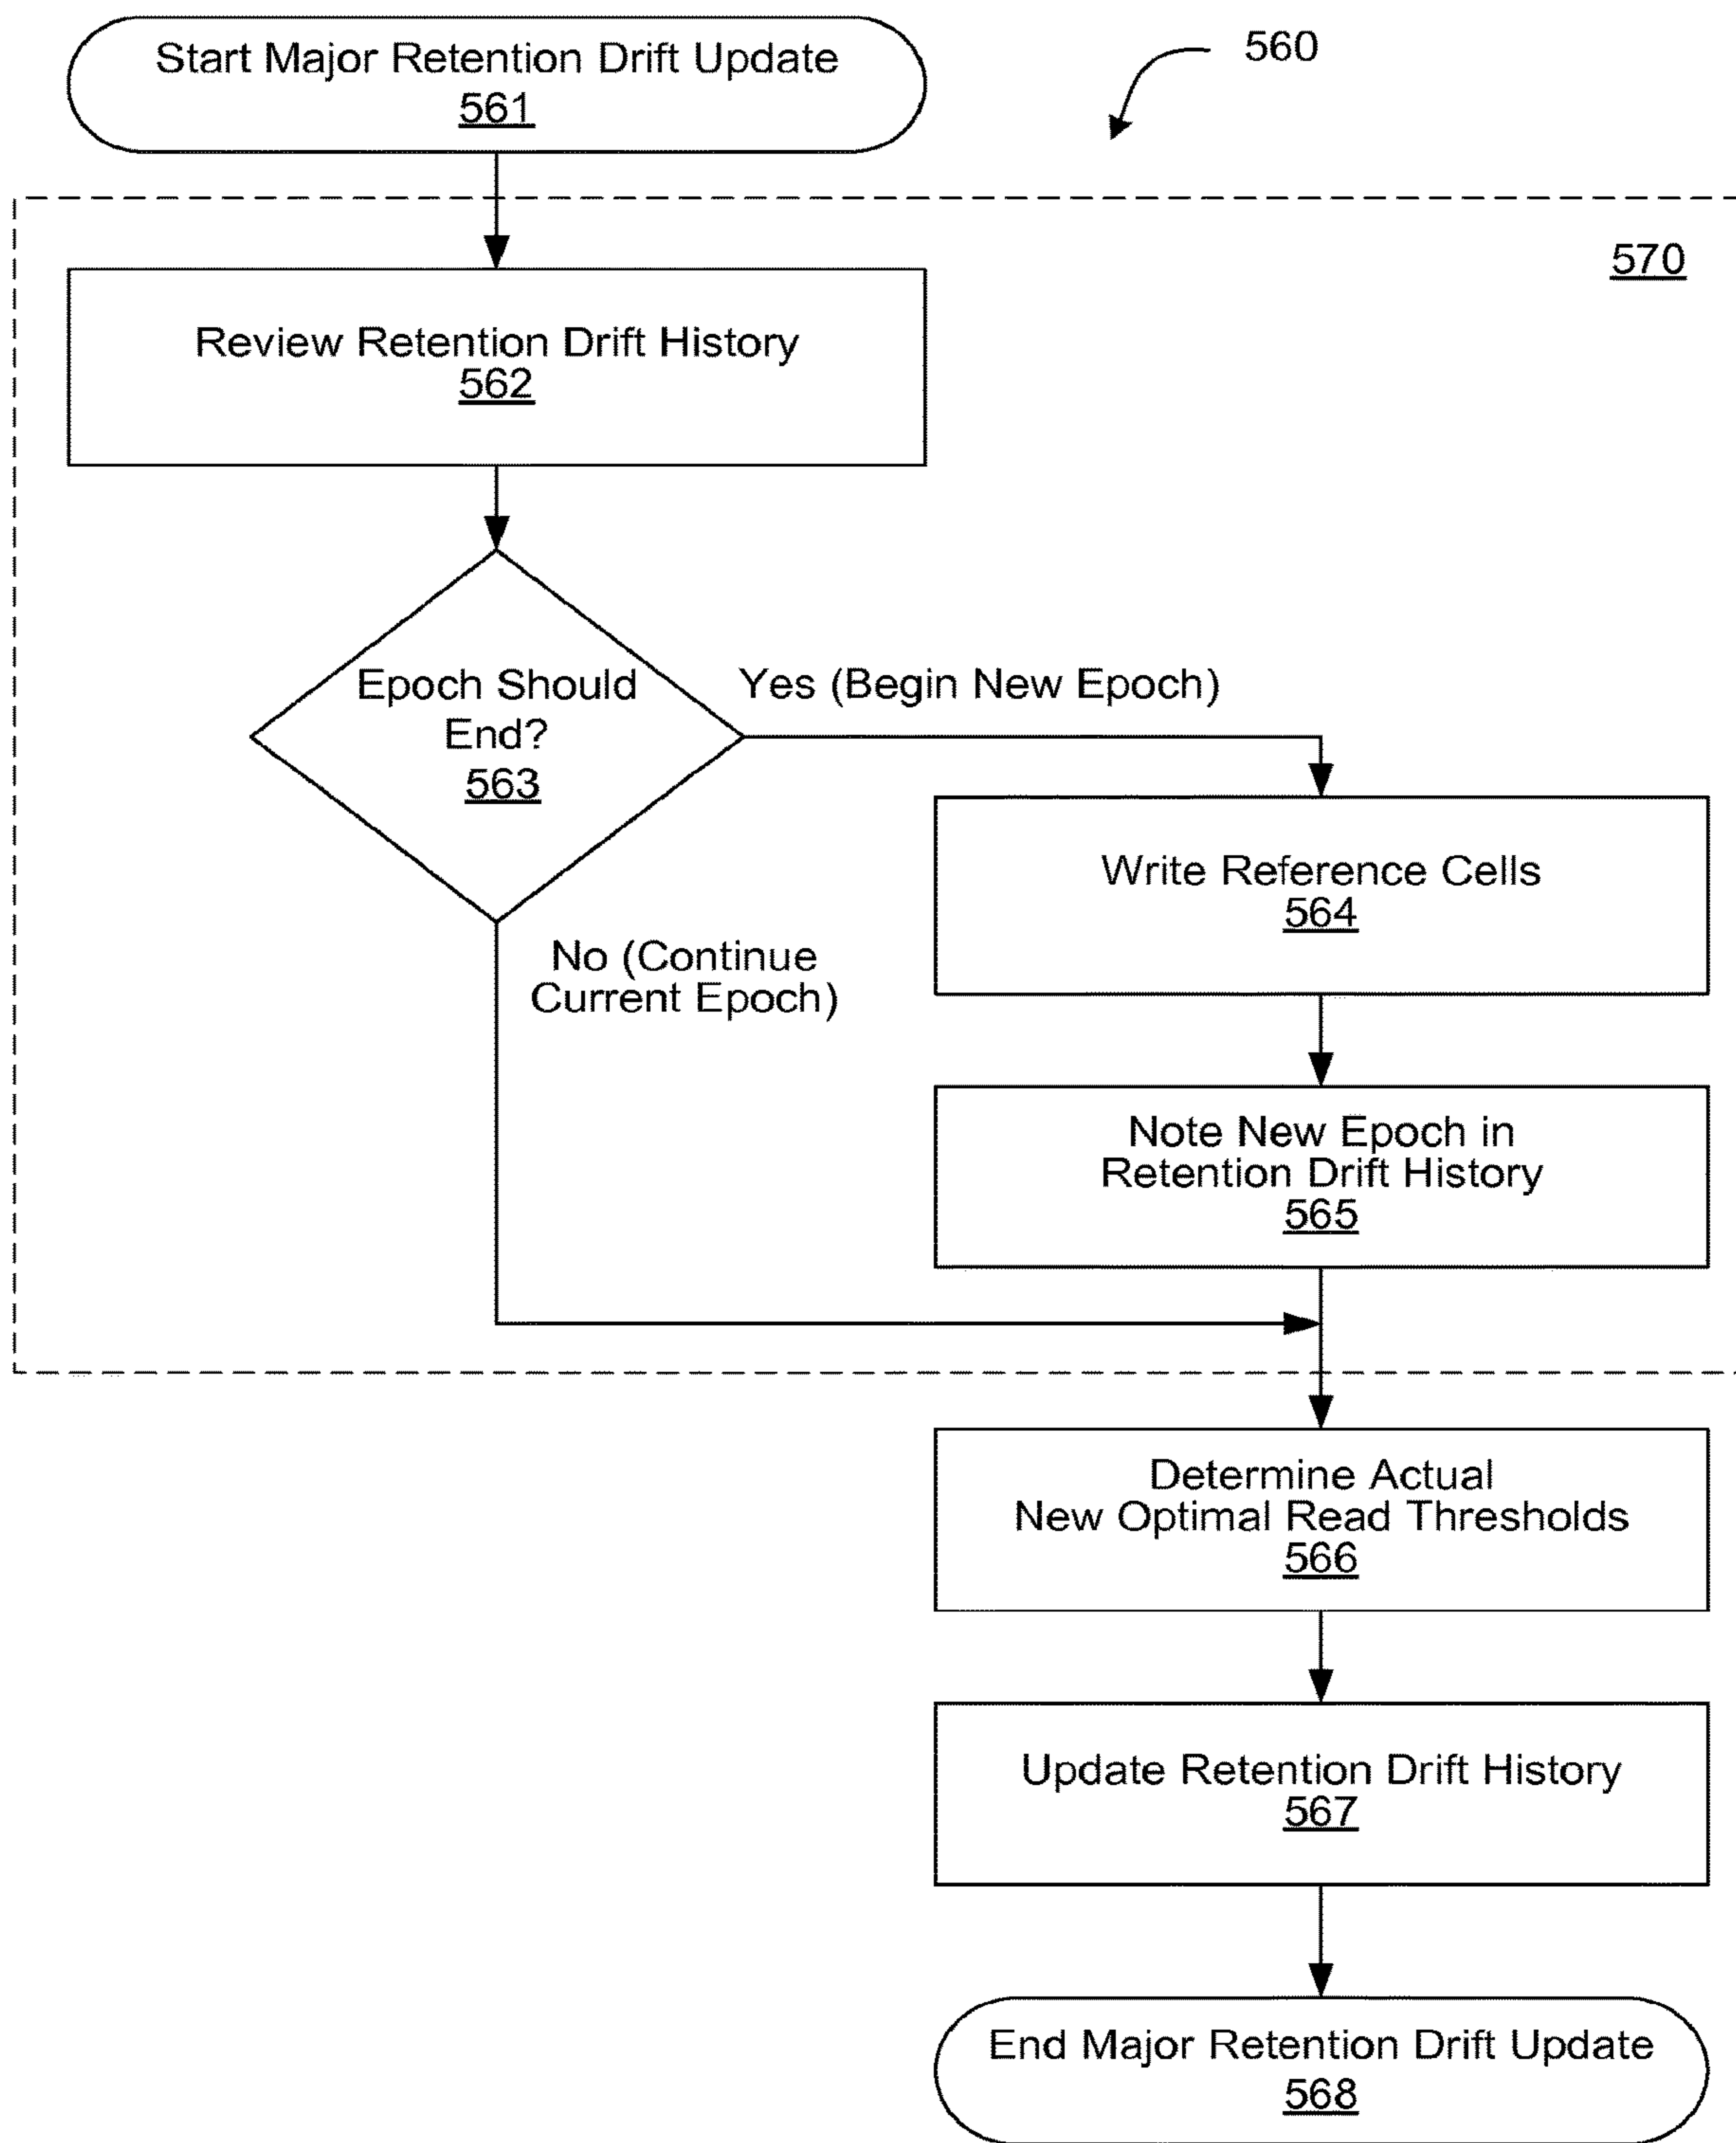 Start Major Retention Drift Update
561
560
570
Review Retention Drift History
562
Epoch Should
End?
563
Yes (Begin New Epoch)
No (Continue
Current Epoch)
Write Reference Cells
564
Note New Epoch in
Retention Drift History
565
Determine Actual
New Optimal Read Thresholds
566
Update Retention Drift History
567
End Major Retention Drift Update
568